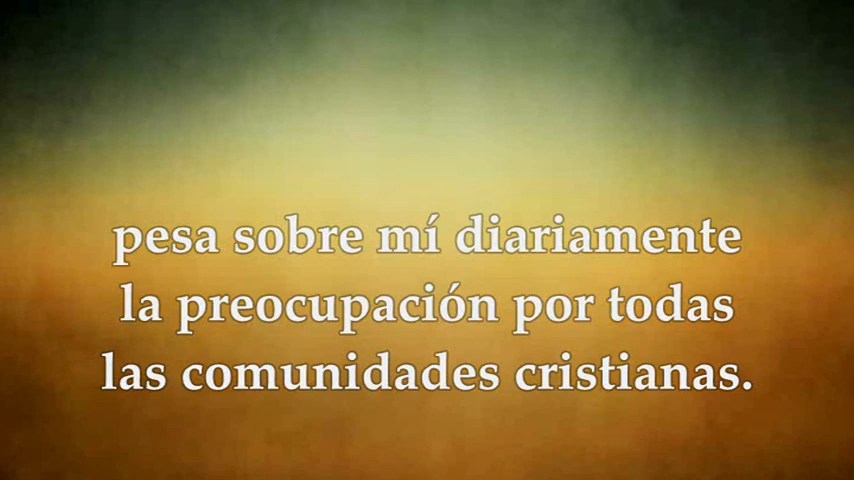 pesa sobre mí diariamente
la preocupación por todas
las comunidades cristianas.